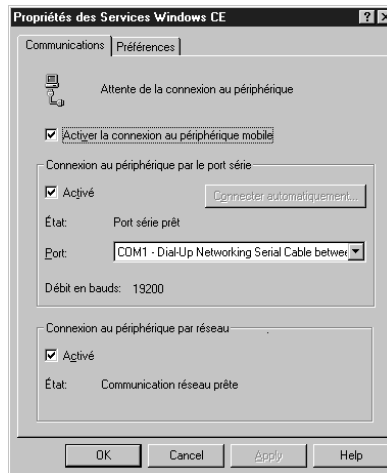 Propriétés des Services Windows CE
Communications Préférences
Attente de la connexion au périphérique
Activer la connexion au périphérique mobile
Connexion au périphérique par le port série
Activé Connecter automatiquement...
État: Port série prêt
Port: COM1 - Dial-Up Networking Serial Cable betwee
Débit en bauds: 19200
Connexion au périphérique par réseau
Activé
État: Communication réseau prête
OK Cancel Apply Help